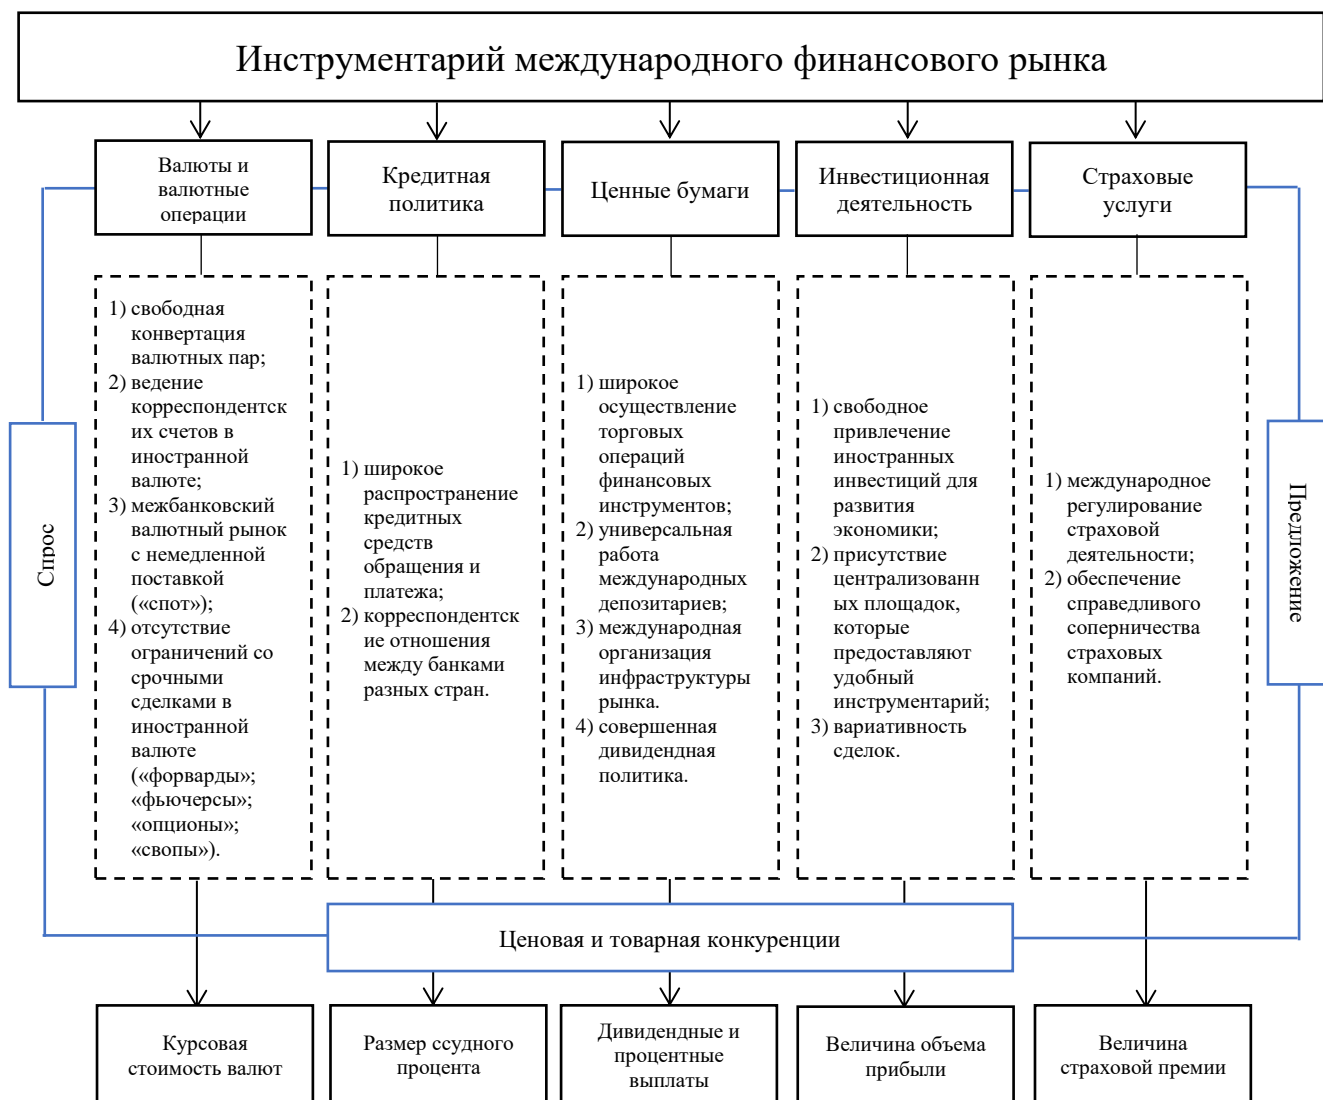 Инструментарий международного финансового рынка
Валюты и
валютные
операции
Кредитная
политика
Ценные бумаги
Инвестиционная
деятельность
Страховые
услуги
Спрос
1) свободная
конвертация
валютных пар;
2) ведение
корреспондентск
их счетов в
иностранной
валюте;
3) межбанковский
валютный рынок
с немедленной
поставкой
(«спот»);
4) отсутствие
ограничений со
срочными
сделками в
иностранной
валюте
(«форварды»;
«фьючерсы»;
«опционы»;
«свопы»).
1) широкое
распространение
кредитных
средств
обращения и
платежа;
2) корреспондентск
ие отношения
между банками
разных стран.
1) широкое
осуществление
торговых
операций
финансовых
инструментов;
2) универсальная
работа
международных
депозитариев;
3) международная
организация
инфраструктуры
рынка.
4) совершенная
дивидендная
политика.
1) свободное
привлечение
иностранных
инвестиций для
развития
экономики;
2) присутствие
централизованн
ых площадок,
которые
предоставляют
удобный
инструментарий;
3) вариативность
сделок.
1) международное
регулирование
страховой
деятельности;
2) обеспечение
справедливого
соперничества
страховых
компаний.
Предложение
Ценовая и товарная конкуренции
Курсовая
стоимость валют
Размер ссудного
процента
Дивидендные и
процентные
выплаты
Величина объема
прибыли
Величина
страховой премии